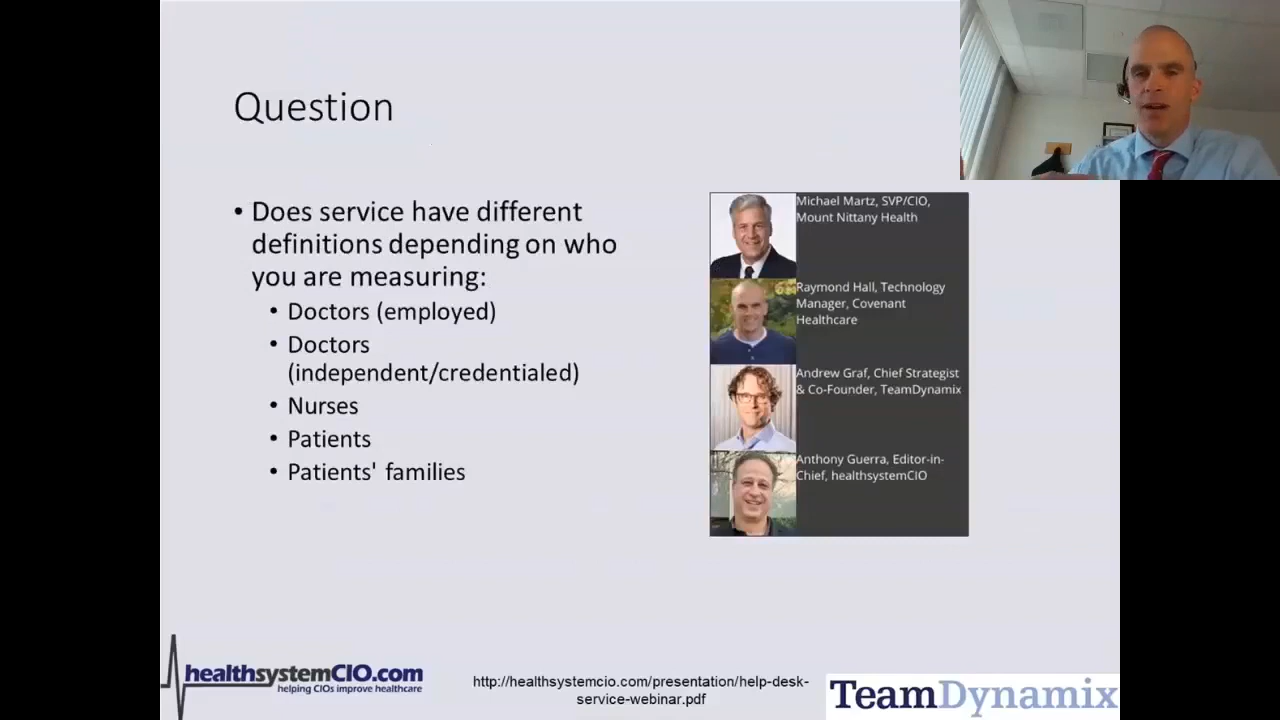 Question
• Does service have different
definitions depending on who
you are measuring:
• Doctors (employed)
• Doctors
(independent/credentialed)
• Nurses
• Patients
• Patients' families
Michael Martz, SVP/CIO,
Mount Nittany Health
Raymond Hall, Technology
Manager, Covenant
Healthcare
Andrew Graf, Chief Strategist
& Co-Founder, TeamDynamix
Anthony Guerra, Editor-in-
Chief, healthsystemCIO
healthsystemCIO.com
helping CIOs improve healthcare
http://healthsystemcio.com/presentation/help-desk-
service-webinar.pdf
TeamDynamix